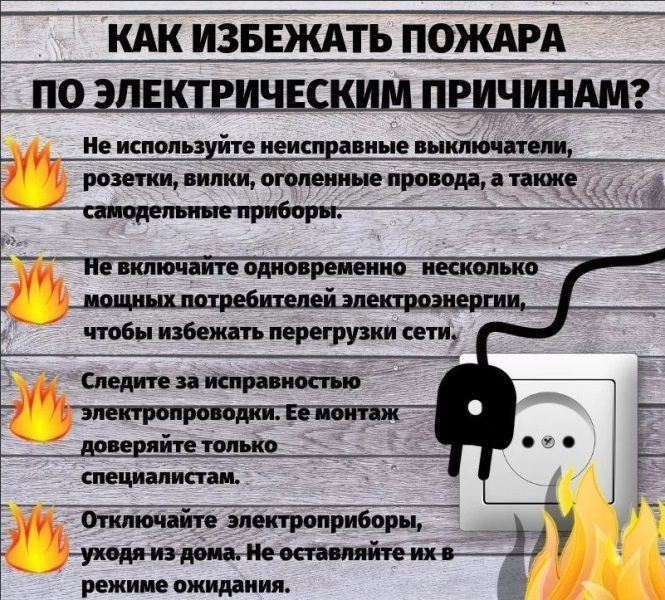 КАК ИЗБЕЖАТЬ ПОЖАРА
ПО ЭЛЕКТРИЧЕСКИМ ПРИЧИНАМ?
Не используйте неисправные выключатели,
розетки, вилки, оголенные провода, а также
самодельные приборы.
Не включайте одновременно несколько
мощных потребителей электроэнергии,
чтобы избежать перегрузки сети.
Следите за исправностью
электропроводки. Ее монтаж
доверяйте только
специалистам.
Отключайте электроприборы,
уходя из дома. Не оставляйте их в
режиме ожидания.